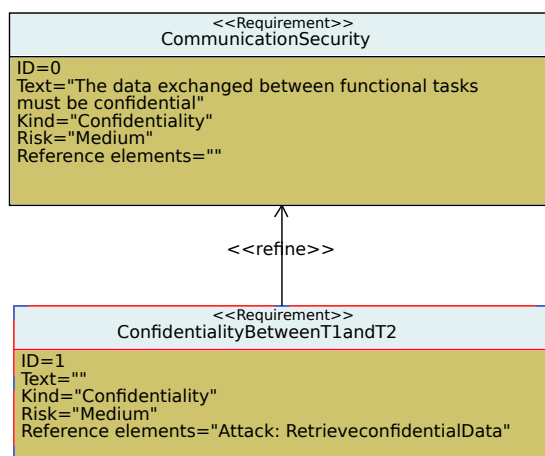 <<Requirement>>
CommunicationSecurity
ID=0
Text="The data exchanged between functional tasks
must be confidential"
Kind="Confidentiality"
Risk="Medium"
Reference elements=""
<<refine>>
<<Requirement>>
ConfidentialityBetweenT1andT2
ID=1
Text=""
Kind="Confidentiality"
Risk="Medium"
Reference elements="Attack: RetrieveconfidentialData"